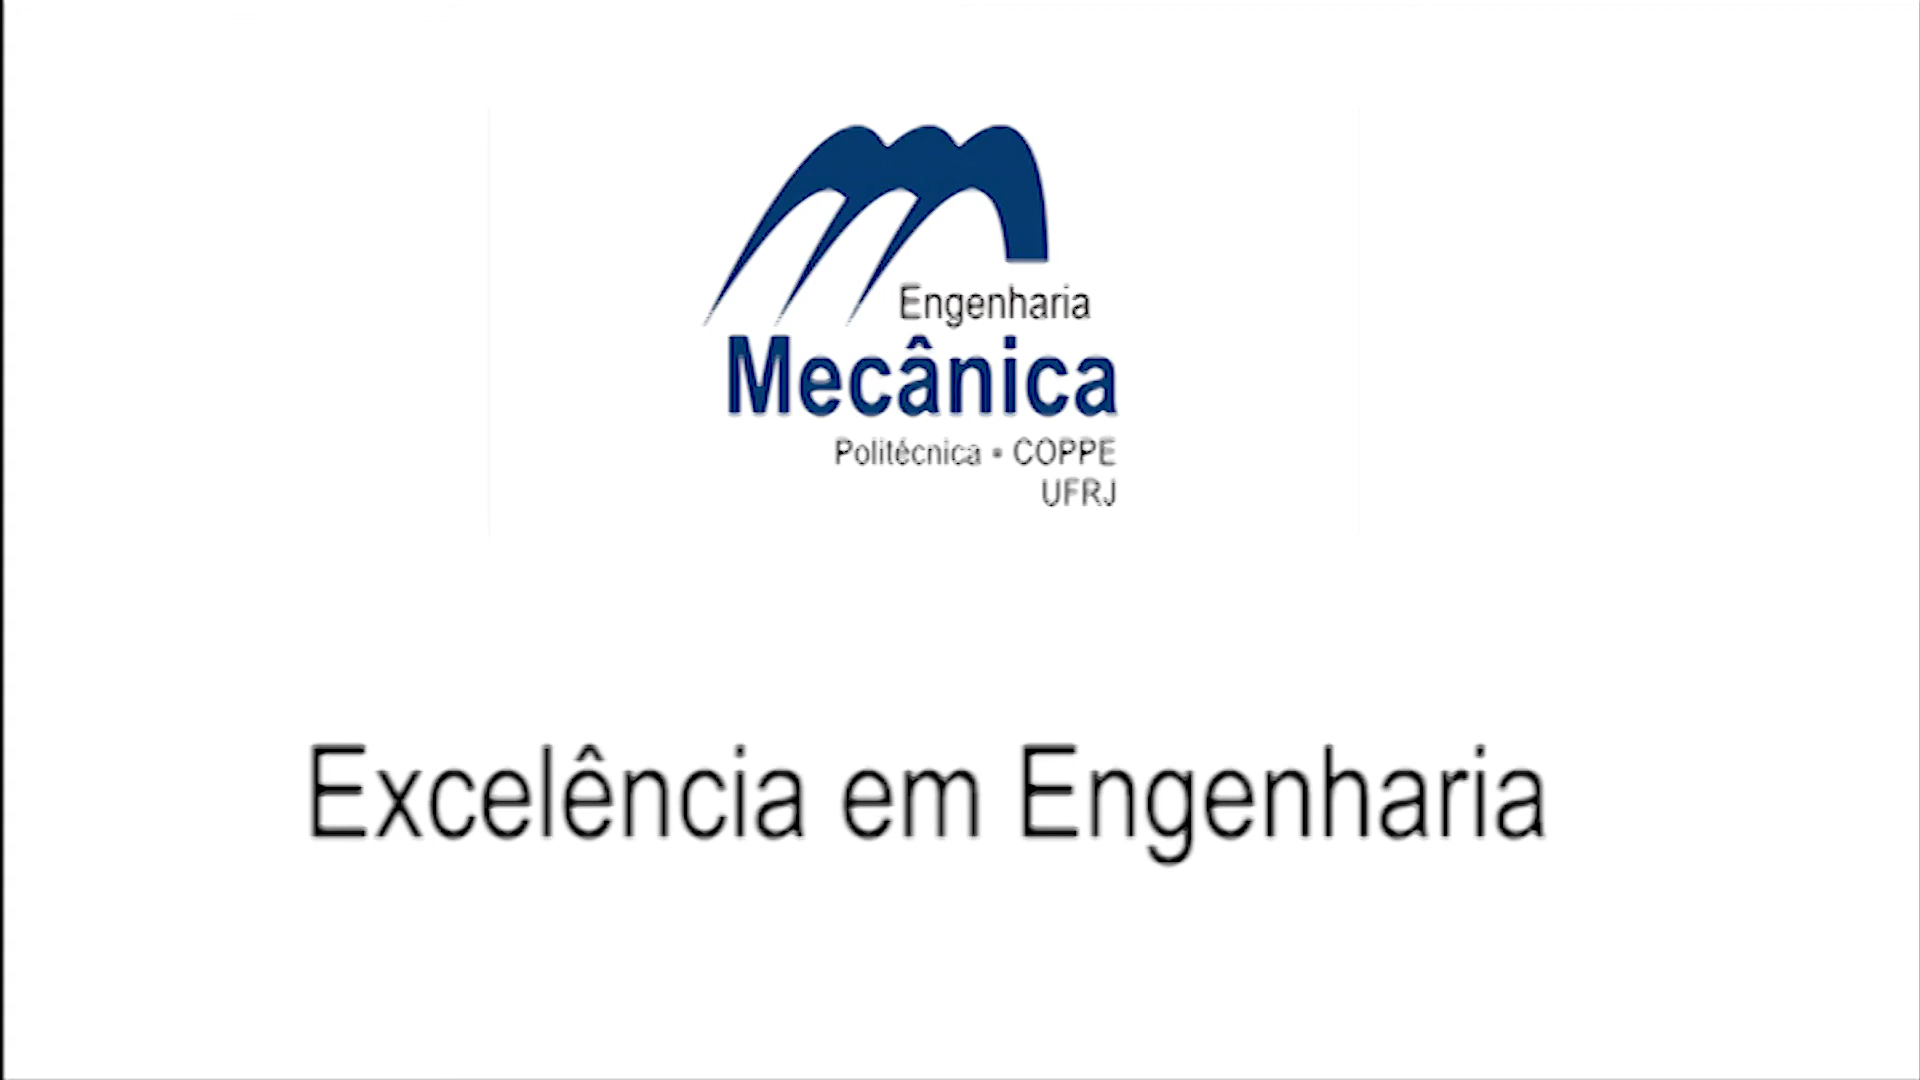 Engenharia
Mecânica
Politécnica • COPPE
UFRJ
Excelência em Engenharia